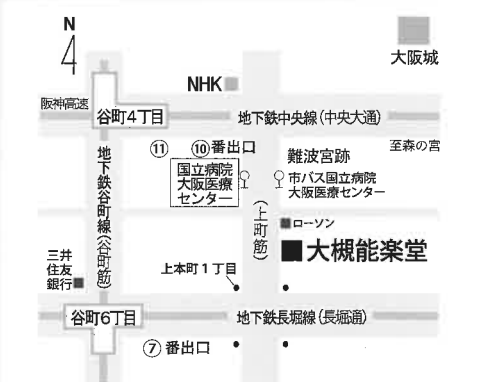 N
大阪城
NHK
阪神高速
谷町4丁目
地下鉄中央線(中央大通)
至森の宮
⑪
⑩番出口
国立病院
大阪医療
センター
難波宮跡
市バス国立病院
大阪医療センター
地下鉄谷町線(谷町筋)
(上町筋)
ローソン
大槻能楽堂
三井
住友
銀行
上本町1丁目
谷町6丁目
地下鉄長堀線(長堀通)
⑦番出口